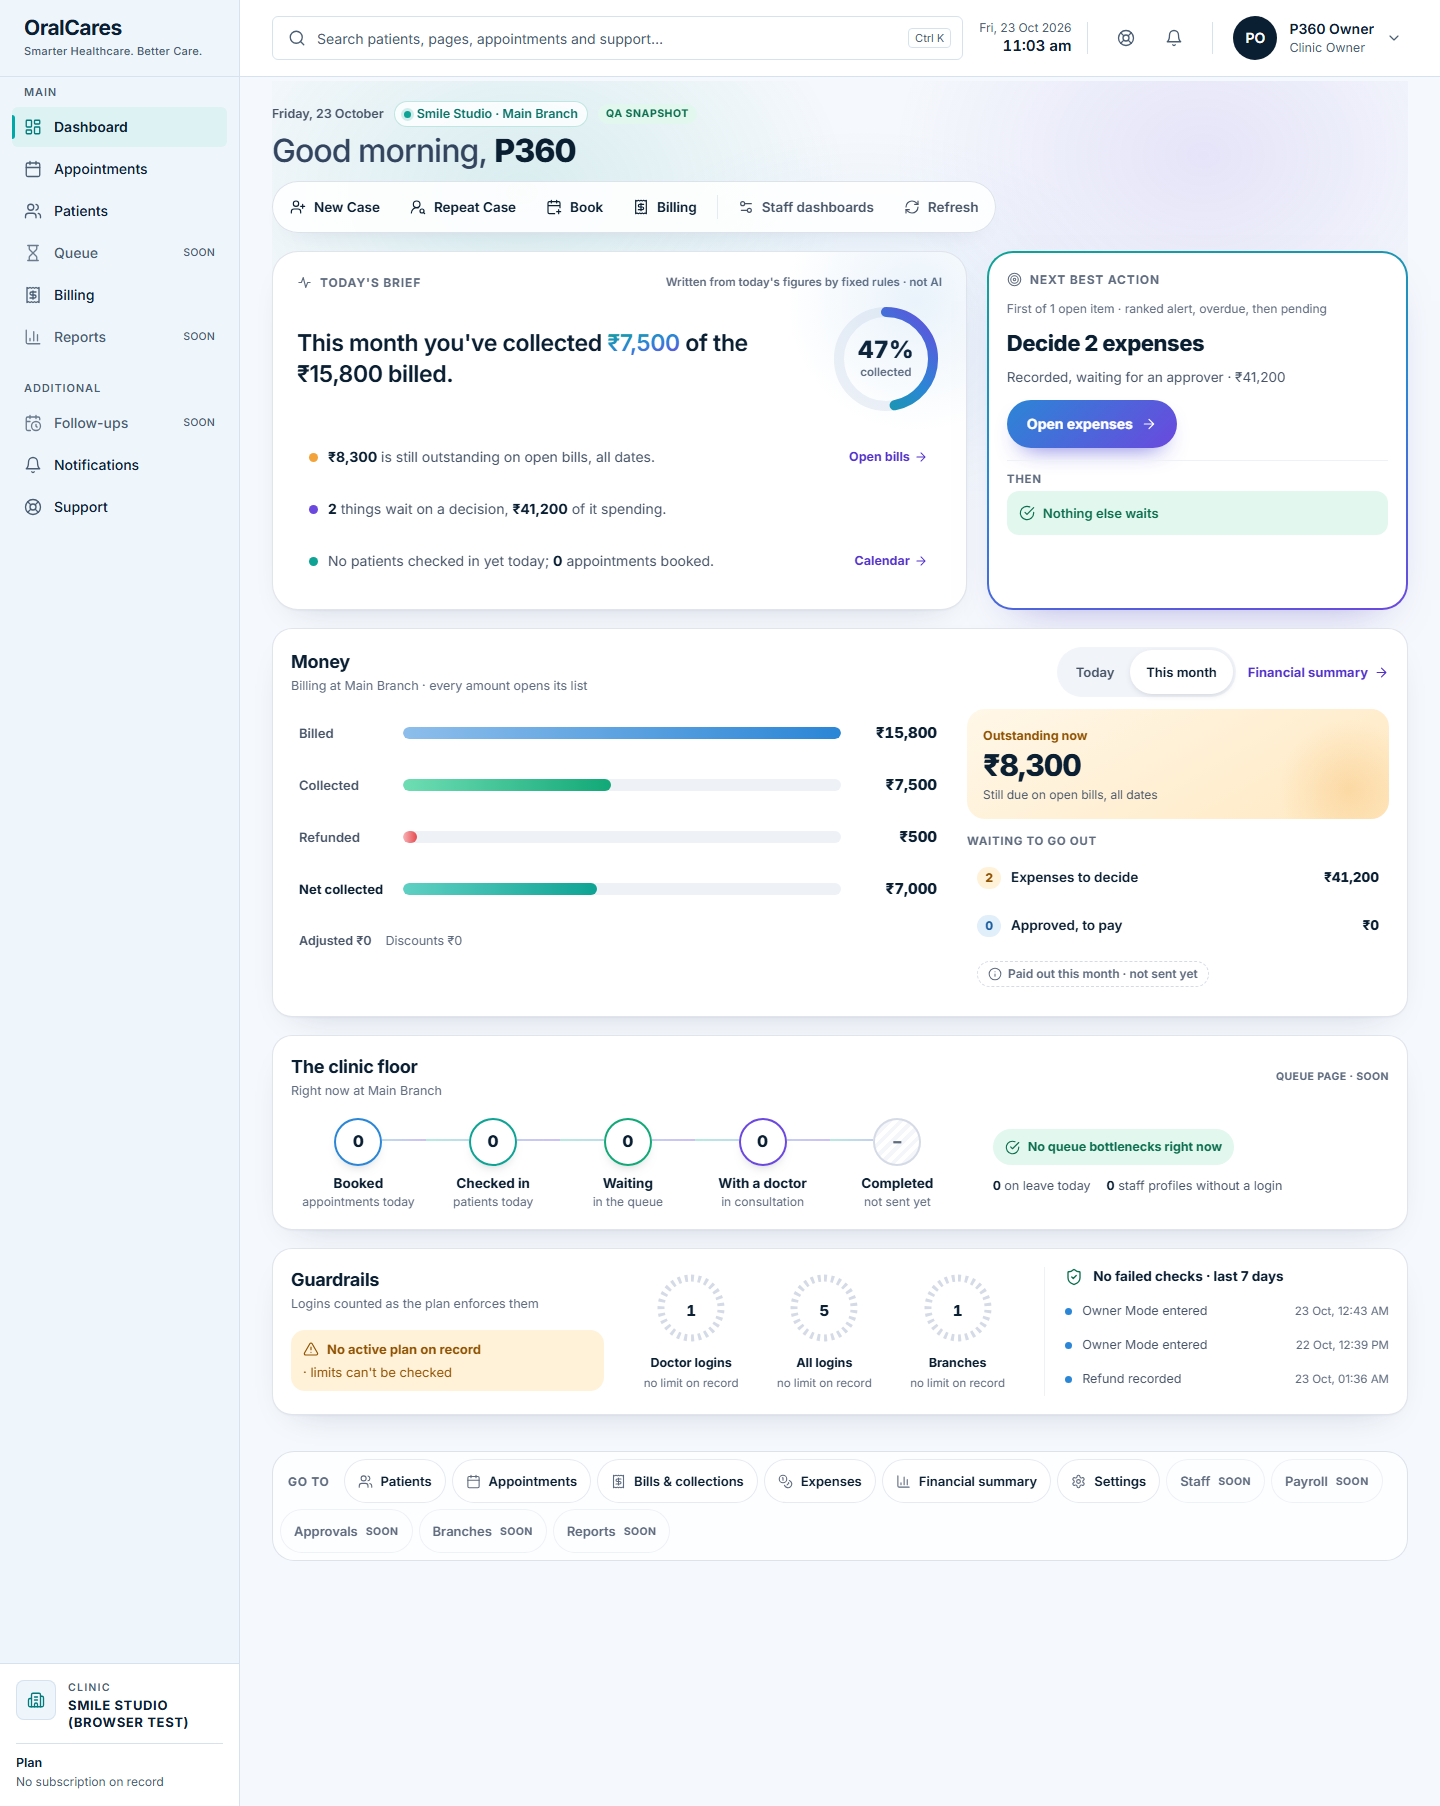 OralCares
Smarter Healthcare. Better Care.
MAIN
Dashboard
Appointments
Patients
Queue SOON
Billing
Reports SOON
ADDITIONAL
Follow-ups SOON
Notifications
Support
CLINIC
SMILE STUDIO
(BROWSER TEST)
Plan
No subscription on record
Search patients, pages, appointments and support...
Ctrl K
Fri, 23 Oct 2026
11:03 am
PO
P360 Owner
Clinic Owner
Friday, 23 October
Smile Studio · Main Branch
QA SNAPSHOT
Good morning, P360
New Case
Repeat Case
Book
Billing
Staff dashboards
Refresh
TODAY'S BRIEF
Written from today's figures by fixed rules · not AI
This month you've collected ₹7,500 of the
₹15,800 billed.
47%
collected
₹8,300 is still outstanding on open bills, all dates.
Open bills
2 things wait on a decision, ₹41,200 of it spending.
No patients checked in yet today; 0 appointments booked.
Calendar
NEXT BEST ACTION
First of 1 open item · ranked alert, overdue, then pending
Decide 2 expenses
Recorded, waiting for an approver · ₹41,200
Open expenses
THEN
Nothing else waits
Money
Billing at Main Branch · every amount opens its list
Today
This month
Financial summary
Billed ₹15,800
Collected ₹7,500
Refunded ₹500
Net collected ₹7,000
Adjusted ₹0 Discounts ₹0
Outstanding now
₹8,300
Still due on open bills, all dates
WAITING TO GO OUT
2 Expenses to decide ₹41,200
0 Approved, to pay ₹0
Paid out this month · not sent yet
The clinic floor
Right now at Main Branch
QUEUE PAGE · SOON
0
Booked
appointments today
0
Checked in
patients today
0
Waiting
in the queue
0
With a doctor
in consultation
–
Completed
not sent yet
No queue bottlenecks right now
0 on leave today 0 staff profiles without a login
Guardrails
Logins counted as the plan enforces them
No active plan on record
· limits can't be checked
1
Doctor logins
no limit on record
5
All logins
no limit on record
1
Branches
no limit on record
No failed checks · last 7 days
Owner Mode entered 23 Oct, 12:43 AM
Owner Mode entered 22 Oct, 12:39 PM
Refund recorded 23 Oct, 01:36 AM
GO TO
Patients
Appointments
Bills & collections
Expenses
Financial summary
Settings
Staff SOON
Payroll SOON
Approvals SOON
Branches SOON
Reports SOON